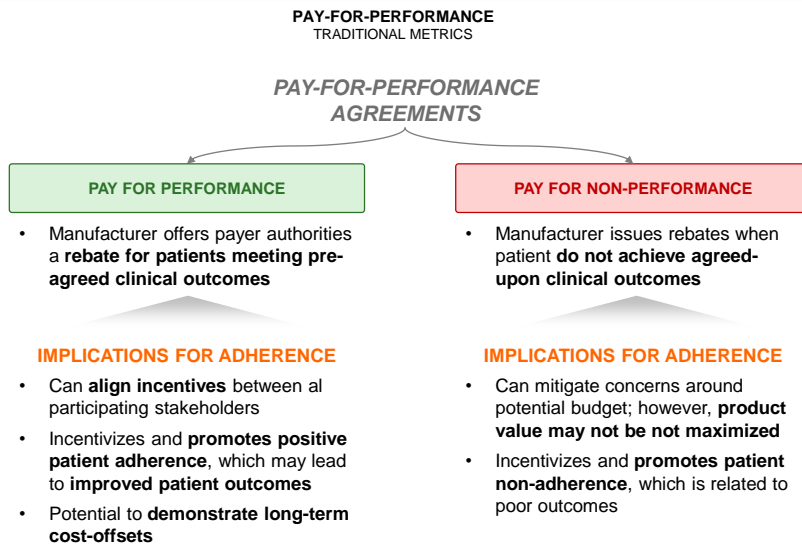 PAY-FOR-PERFORMANCE
TRADITIONAL METRICS
PAY-FOR-PERFORMANCE
AGREEMENTS
PAY FOR PERFORMANCE
• Manufacturer offers payer authorities
a rebate for patients meeting pre-
agreed clinical outcomes
IMPLICATIONS FOR ADHERENCE
• Can align incentives between al
participating stakeholders
• Incentivizes and promotes positive
patient adherence, which may lead
to improved patient outcomes
• Potential to demonstrate long-term
cost-offsets
PAY FOR NON-PERFORMANCE
• Manufacturer issues rebates when
patient do not achieve agreed-
upon clinical outcomes
IMPLICATIONS FOR ADHERENCE
• Can mitigate concerns around
potential budget; however, product
value may not be not maximized
• Incentivizes and promotes patient
non-adherence, which is related to
poor outcomes